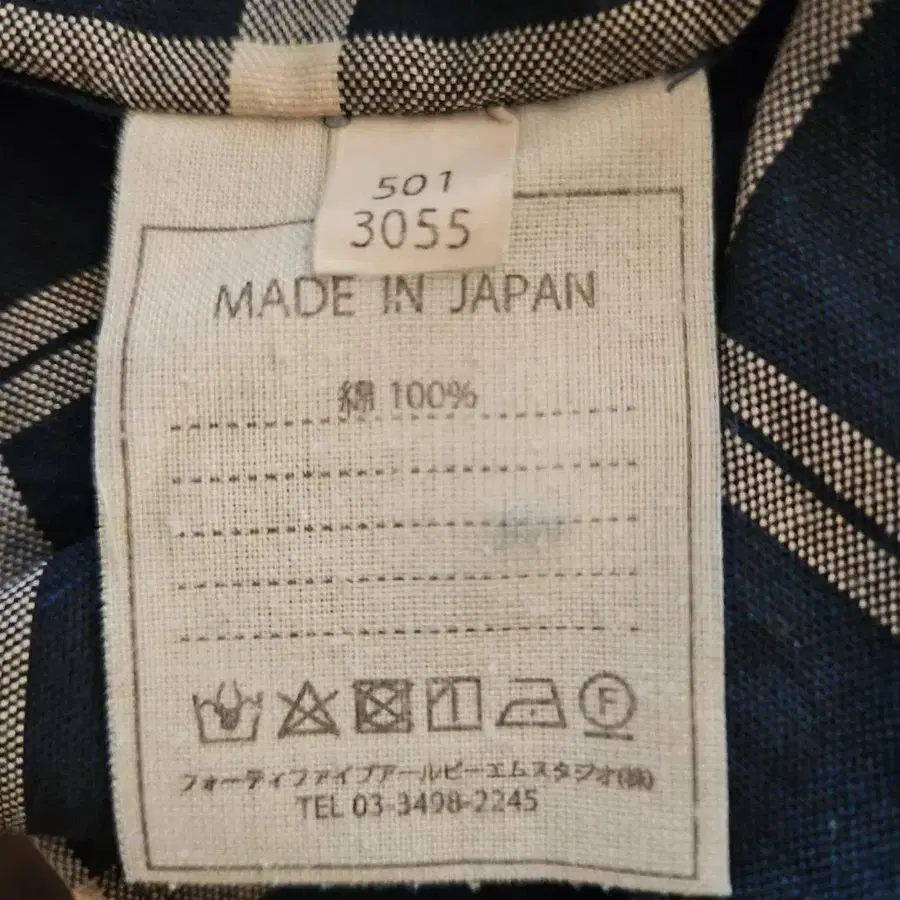 501
3055
MADE IN JAPAN
綿 100%
フォーティファイブアールピーエムスタジオ(株)
TEL 03-3498-2245
F